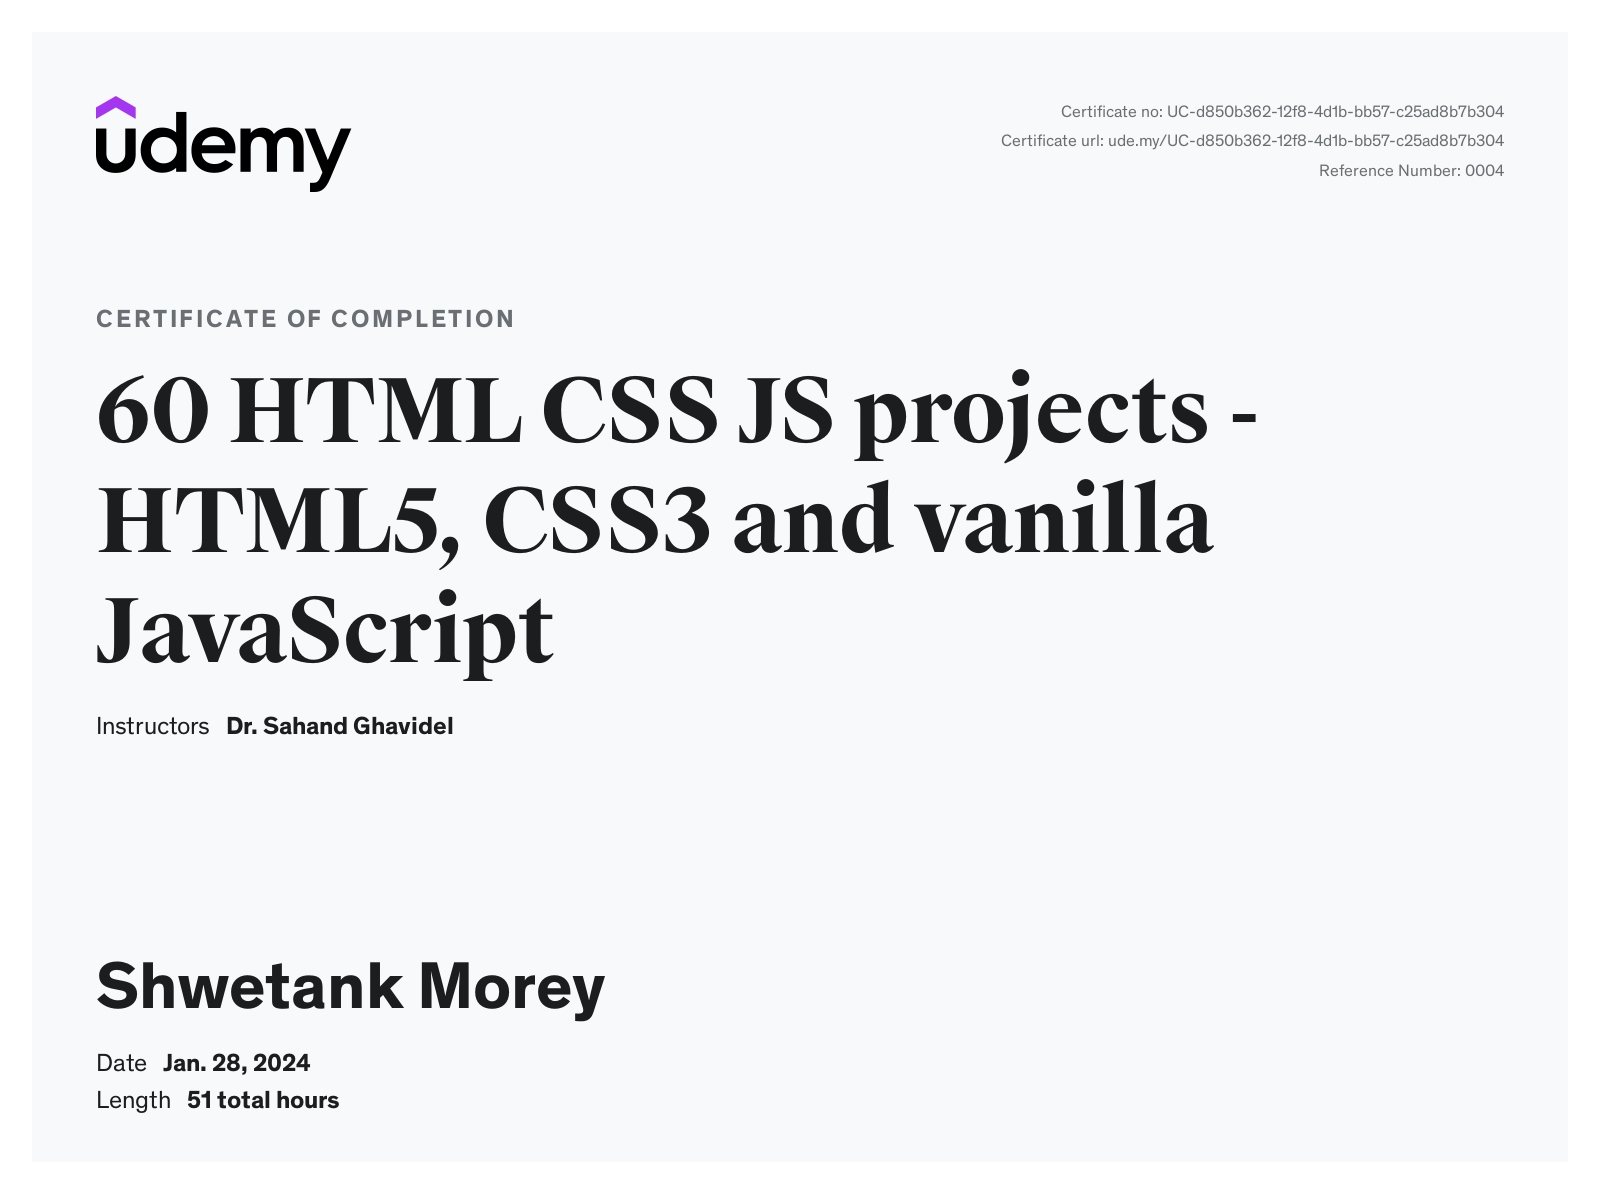 udemy
Certificate no: UC-d850b362-12f8-4d1b-bb57-c25ad8b7b304
Certificate url: ude.my/UC-d850b362-12f8-4d1b-bb57-c25ad8b7b304
Reference Number: 0004
CERTIFICATE OF COMPLETION
60 HTML CSS JS projects -
HTML5, CSS3 and vanilla
JavaScript
Instructors Dr. Sahand Ghavidel
Shwetank Morey
Date Jan. 28, 2024
Length 51 total hours